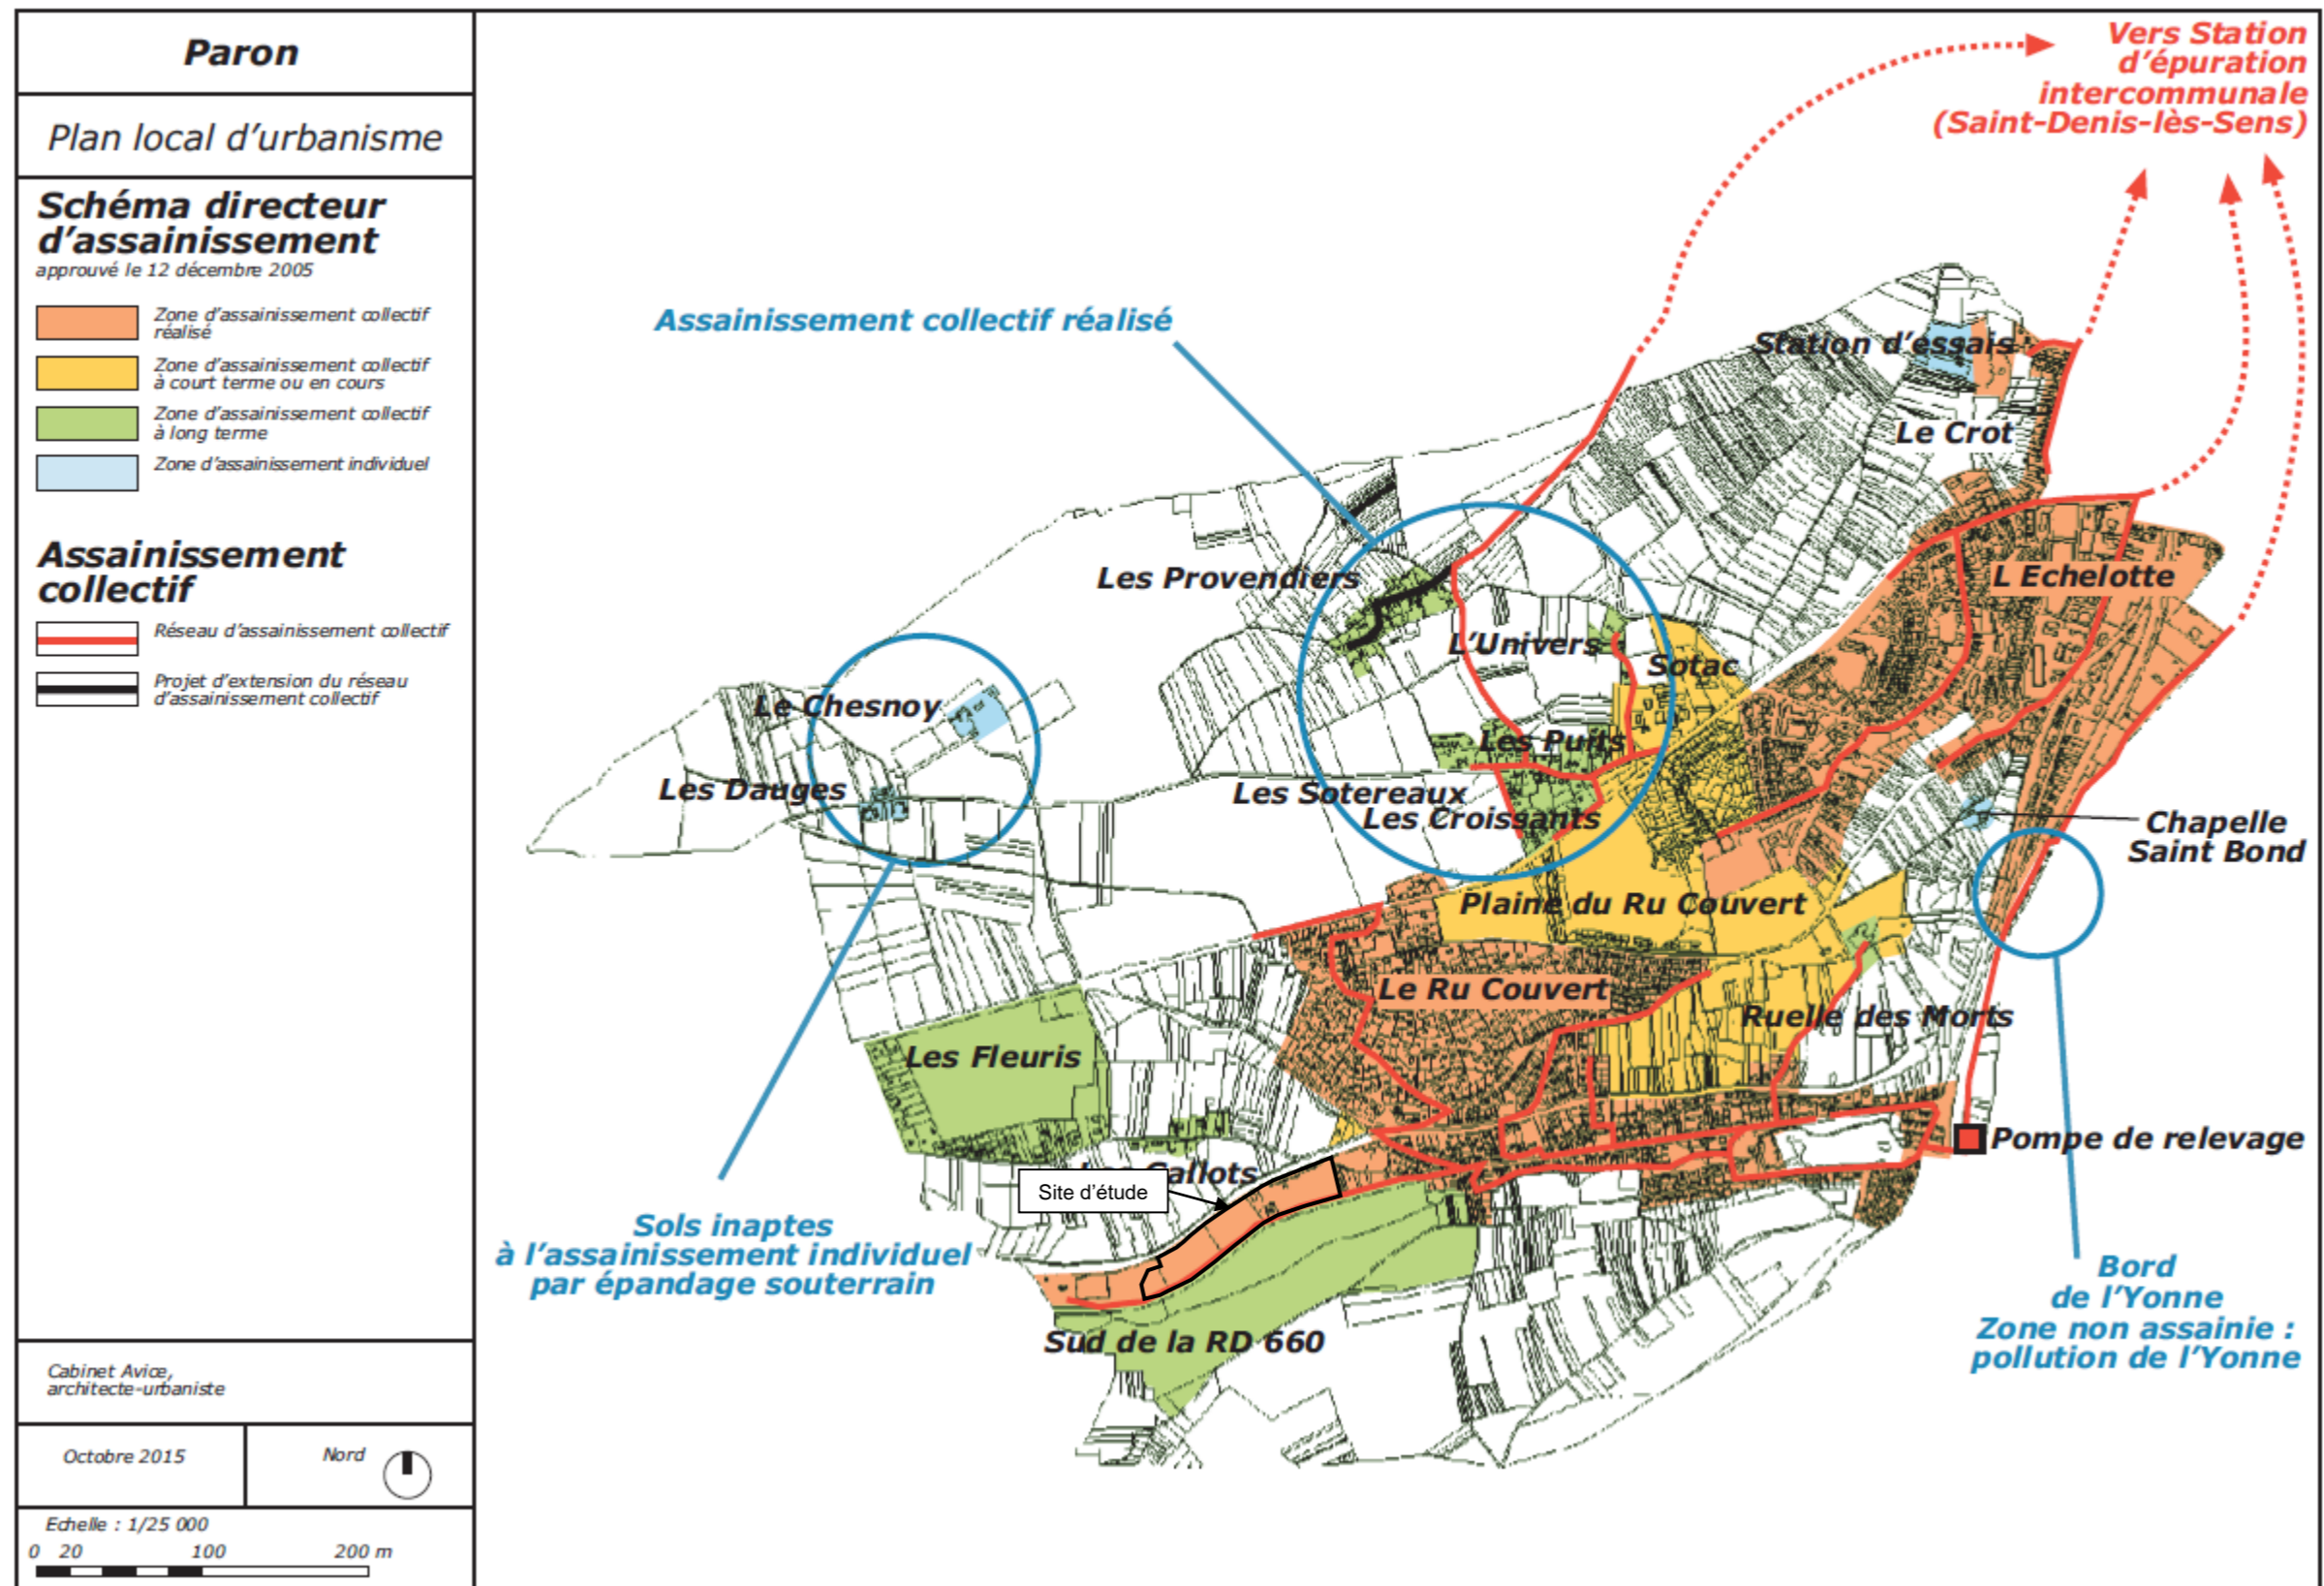 Paron
Plan local d'urbanisme
Schéma directeur
d'assainissement
approuvé le 12 décembre 2005
Zone d'assainissement collectif
réalisé
Zone d'assainissement collectif
à court terme ou en cours
Zone d'assainissement collectif
à long terme
Zone d'assainissement individuel
Assainissement
collectif
Réseau d'assainissement collectif
Projet d'extension du réseau
d'assainissement collectif
Cabinet Avice,
architecte-urbaniste
Octobre 2015
Nord
Echelle : 1/25 000
0 20 100 200 m
Vers Station
d'épuration
intercommunale
(Saint-Denis-lès-Sens)
Assainissement collectif réalisé
Station d'essais
Le Crot
Les Provendiers
L Echelotte
L'Univers
Sotac
Le Chesnoy
Les Puits
Les Dauges
Les Sotereaux
Les Croissants
Chapelle
Saint Bond
Plaine du Ru Couvert
Le Ru Couvert
Ruelle des Morts
Les Fleuris
Pompe de relevage
Gallots
Site d'étude
Sols inaptes
à l'assainissement individuel
par épandage souterrain
Sud de la RD 660
Bord
de l'Yonne
Zone non assainie :
pollution de l'Yonne